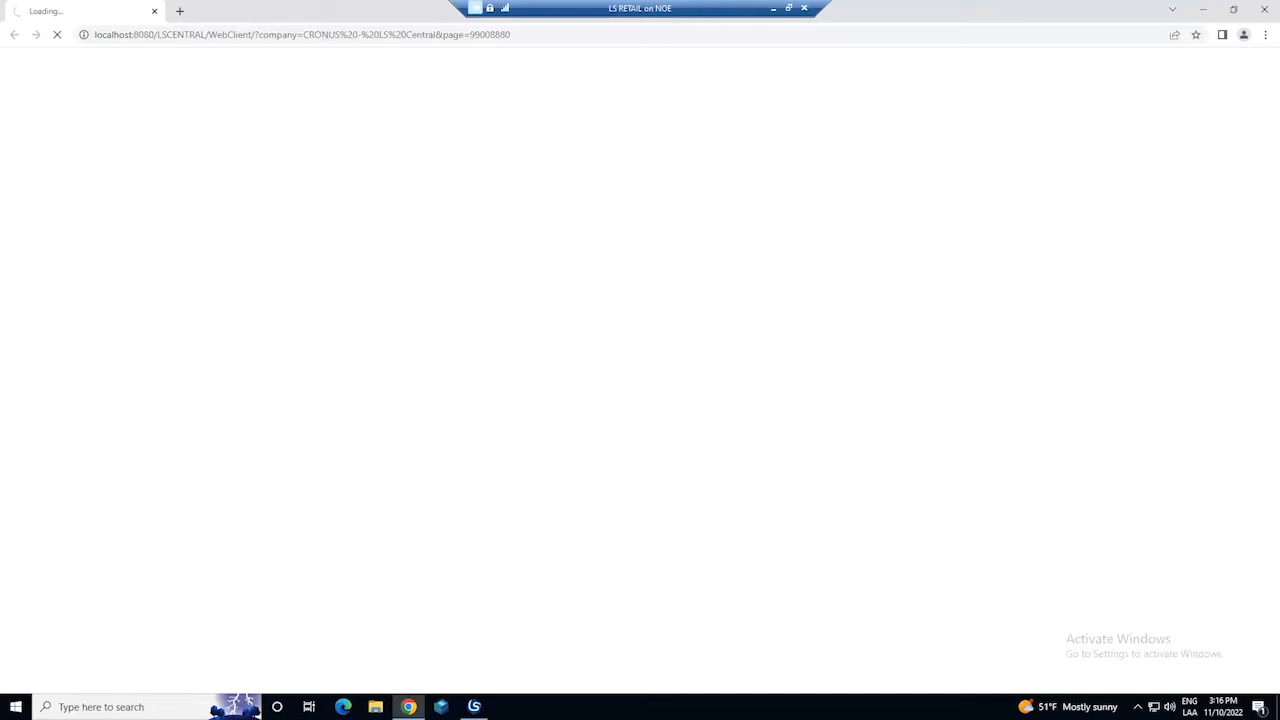 Loading...
LS RETAIL on NOE
localhost:8080/LSCENTRAL/WebClient/?company=CRONUS%20-%20LS%20Central&page=99008880
Activate Windows
Go to Settings to activate Windows.
Type here to search
51°F Mostly sunny
ENG
LAA
3:16 PM
11/10/2022